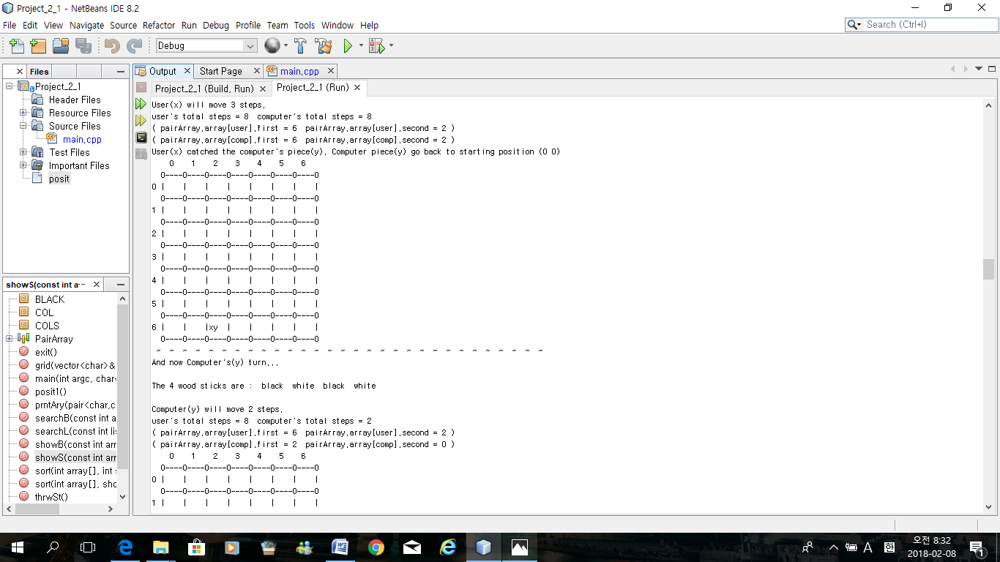 Project_2_1 - NetBeans IDE 8.2
File Edit View Navigate Source Refactor Run Debug Profile Team Tools Window Help
Search (Ctrl+I)
Debug
Files
Project_2_1
Header Files
Resource Files
Source Files
main.cpp
Test Files
Important Files
posit
showS(const int a...
BLACK
COL
COLS
PairArray
exit()
grid(vector<char>&
main(int argc, char
posit1()
prntAry(pair<char,c
searchB(const int a
searchL(const int lis
showB(const int arr
showS(const int arr
sort(int array[], int s
sort(int array[], sho
thrwSt()
Output Start Page main.cpp
Project_2_1 (Build, Run) Project_2_1 (Run)
User(x) will move 3 steps,
user's total steps = 8  computer's total steps = 8
( pairArray,array[user],first = 6  pairArray,array[user],second = 2 )
( pairArray,array[comp],first = 6  pairArray,array[comp],second = 2 )
User(x) catched the computer's piece(y), Computer piece(y) go back to starting position (0 0)
    0    1    2    3    4    5    6
  0----0----0----0----0----0----0----0
0 |    |    |    |    |    |    |    |
  0----0----0----0----0----0----0----0
1 |    |    |    |    |    |    |    |
  0----0----0----0----0----0----0----0
2 |    |    |    |    |    |    |    |
  0----0----0----0----0----0----0----0
3 |    |    |    |    |    |    |    |
  0----0----0----0----0----0----0----0
4 |    |    |    |    |    |    |    |
  0----0----0----0----0----0----0----0
5 |    |    |    |    |    |    |    |
  0----0----0----0----0----0----0----0
6 |    |    |xy  |    |    |    |    |
  0----0----0----0----0----0----0----0
~ ~ ~ ~ ~ ~ ~ ~ ~ ~ ~ ~ ~ ~ ~ ~ ~ ~ ~ ~ ~ ~ ~ ~ ~ ~ ~ ~ ~ ~
And now Computer's(y) turn,,,
The 4 wood sticks are :  black  white  black  white
Computer(y) will move 2 steps,
user's total steps = 8  computer's total steps = 2
( pairArray,array[user],first = 6  pairArray,array[user],second = 2 )
( pairArray,array[comp],first = 2  pairArray,array[comp],second = 0 )
    0    1    2    3    4    5    6
  0----0----0----0----0----0----0----0
0 |    |    |    |    |    |    |    |
  0----0----0----0----0----0----0----0
1 |    |    |    |    |    |    |    |
A 한 오전 8:32
2018-02-08
1